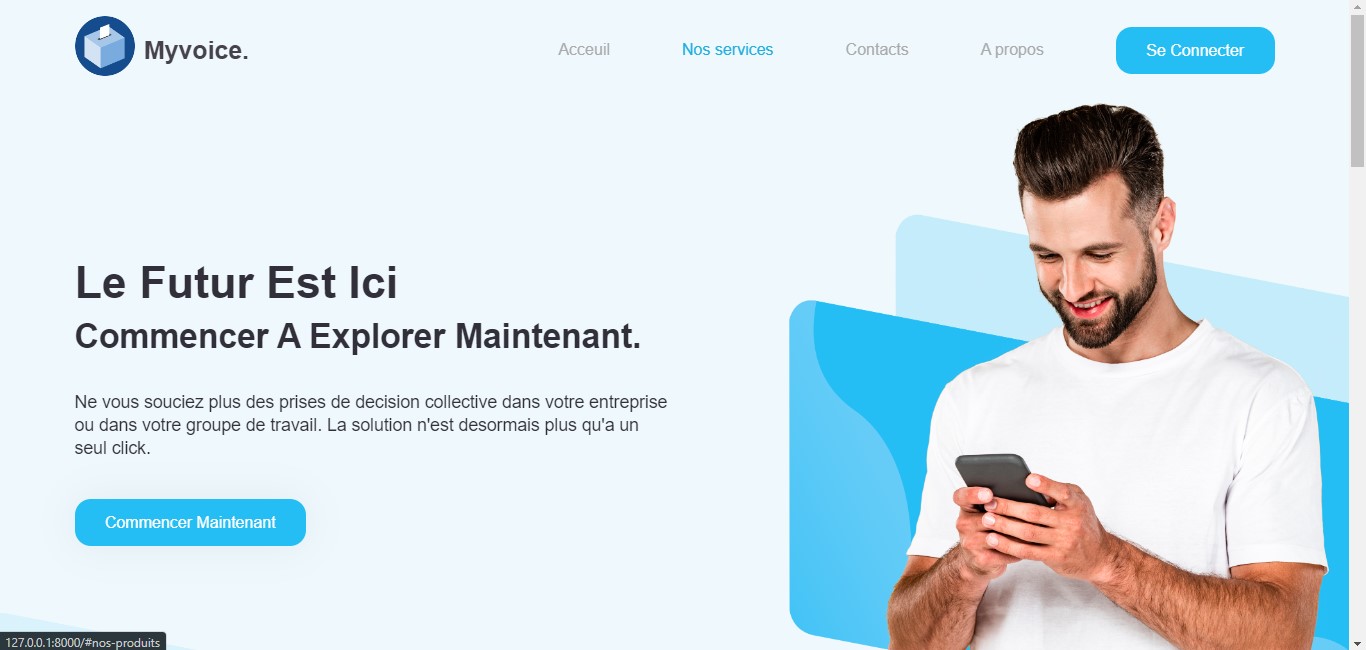 Myvoice.
Acceuil
Nos services
Contacts
A propos
Se Connecter
Le Futur Est Ici
Commencer A Explorer Maintenant.
Ne vous souciez plus des prises de decision collective dans votre entreprise
ou dans votre groupe de travail. La solution n'est desormais plus qu'a un
seul click.
Commencer Maintenant
127.0.0.1:8000/#nos-produits